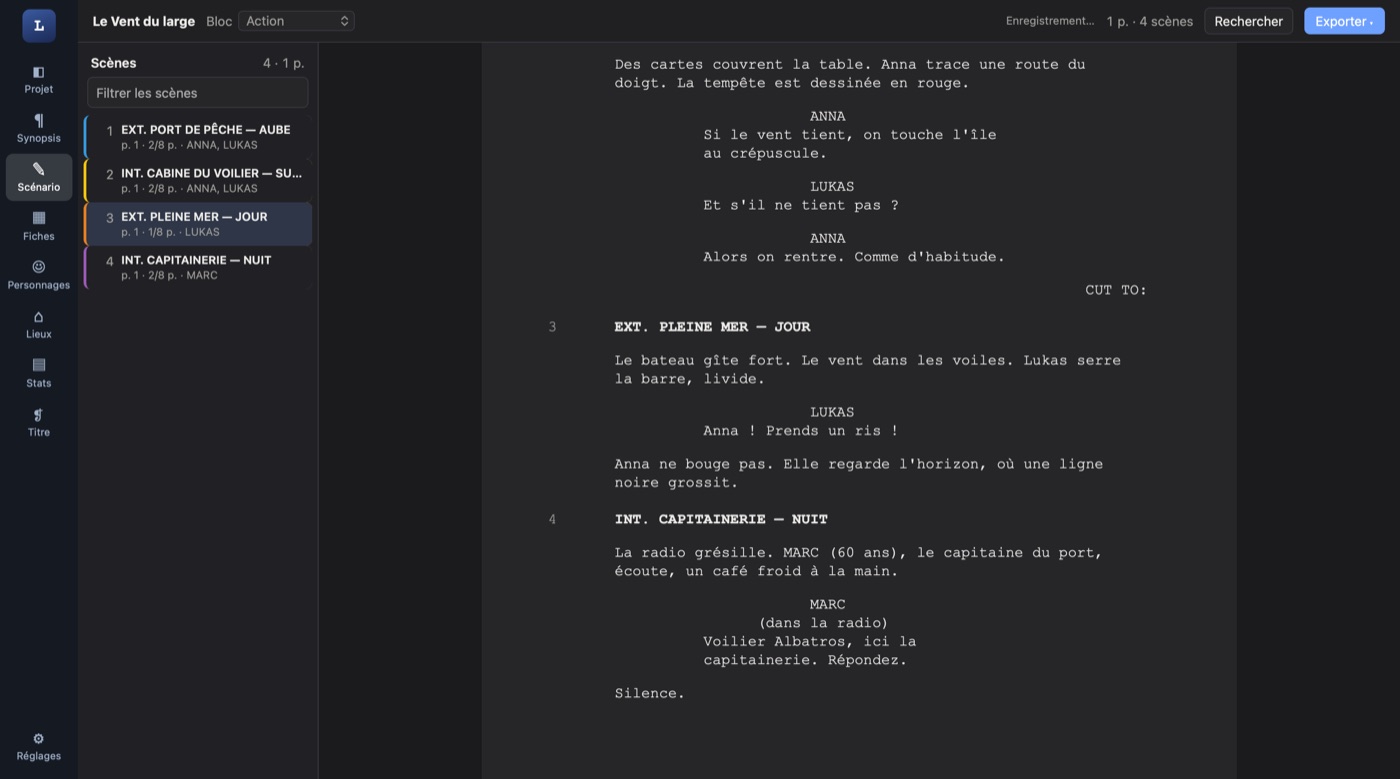 L
Projet
Synopsis
Scénario
Fiches
Personnages
Lieux
Stats
Titre
Réglages
Le Vent du large
Bloc
Action
Enregistrement...
1 p. · 4 scènes
Rechercher
Exporter
Scènes
4 · 1 p.
Filtrer les scènes
1 EXT. PORT DE PÊCHE — AUBE
p. 1 · 2/8 p. · ANNA, LUKAS
2 INT. CABINE DU VOILIER — SU...
p. 1 · 2/8 p. · ANNA, LUKAS
3 EXT. PLEINE MER — JOUR
p. 1 · 1/8 p. · LUKAS
4 INT. CAPITAINERIE — NUIT
p. 1 · 2/8 p. · MARC
Des cartes couvrent la table. Anna trace une route du
doigt. La tempête est dessinée en rouge.
ANNA
Si le vent tient, on touche l'île
au crépuscule.
LUKAS
Et s'il ne tient pas ?
ANNA
Alors on rentre. Comme d'habitude.
CUT TO:
3 EXT. PLEINE MER — JOUR
Le bateau gîte fort. Le vent dans les voiles. Lukas serre
la barre, livide.
LUKAS
Anna ! Prends un ris !
Anna ne bouge pas. Elle regarde l'horizon, où une ligne
noire grossit.
4 INT. CAPITAINERIE — NUIT
La radio grésille. MARC (60 ans), le capitaine du port,
écoute, un café froid à la main.
MARC
(dans la radio)
Voilier Albatros, ici la
capitainerie. Répondez.
Silence.